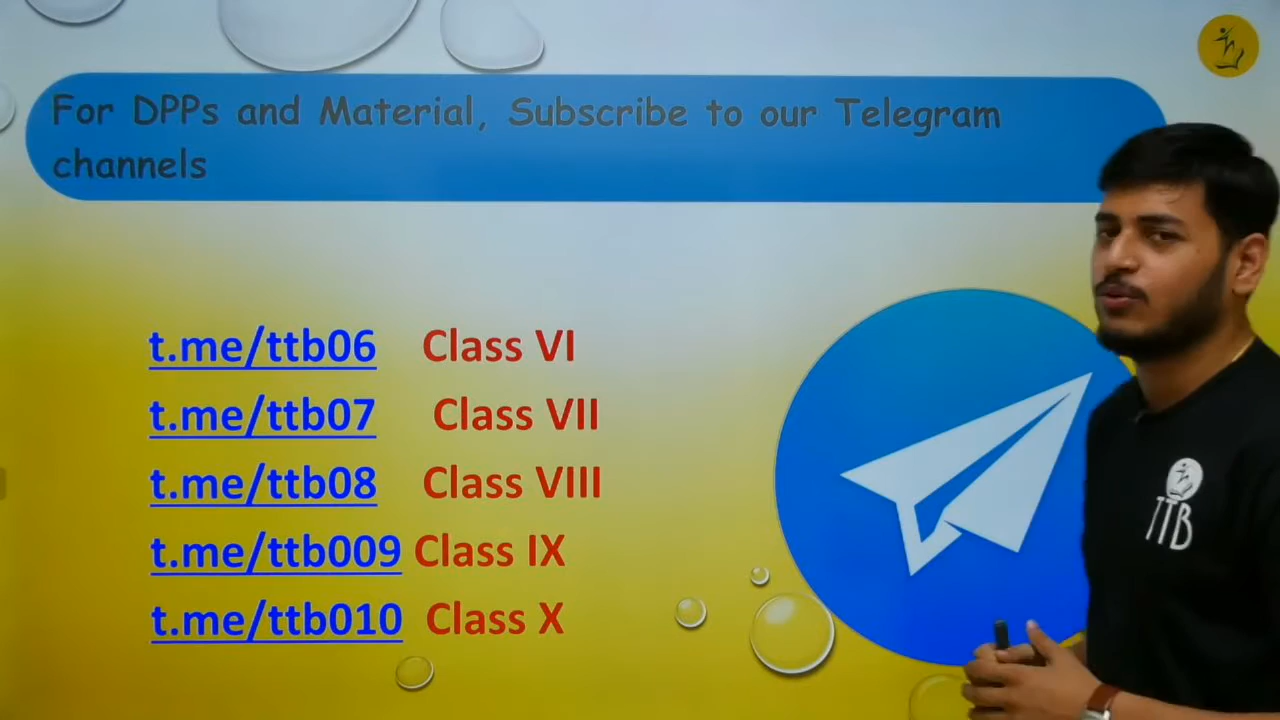 For DPPs and Material, Subscribe to our Telegram
channels
t.me/ttb06 Class VI
t.me/ttb07 Class VII
t.me/ttb08 Class VIII
t.me/ttb009 Class IX
t.me/ttb010 Class X
TTB